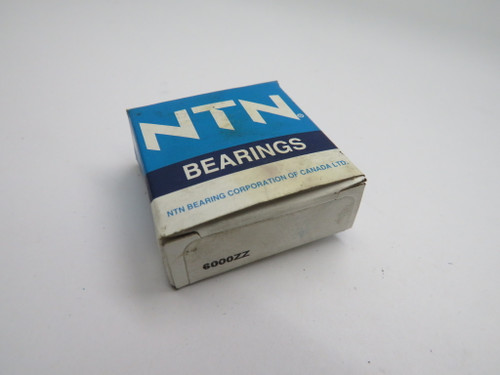 NTN®
BEARINGS
NTN BEARING CORPORATION OF CANADA LTD.
6000ZZ